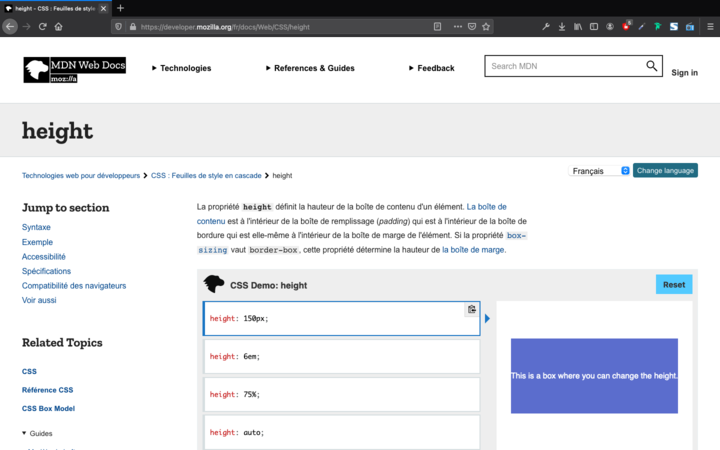 height - CSS : Feuilles de style
https://developer.mozilla.org/fr/docs/Web/CSS/height
MDN Web Docs
moz://a
Technologies
References & Guides
Feedback
Search MDN
Sign in
height
Technologies web pour développeurs
CSS : Feuilles de style en cascade
height
Français
Change language
Jump to section
Syntaxe
Exemple
Accessibilité
Spécifications
Compatibilité des navigateurs
Voir aussi
Related Topics
CSS
Référence CSS
CSS Box Model
Guides
La propriété height définit la hauteur de la boîte de contenu d'un élément. La boîte de
contenu est à l'intérieur de la boîte de remplissage (padding) qui est à l'intérieur de la boîte de
bordure qui est elle-même à l'intérieur de la boîte de marge de l'élément. Si la propriété box-
sizing vaut border-box, cette propriété détermine la hauteur de la boîte de marge.
CSS Demo: height
Reset
height: 150px;
height: 6em;
height: 75%;
height: auto;
This is a box where you can change the height.